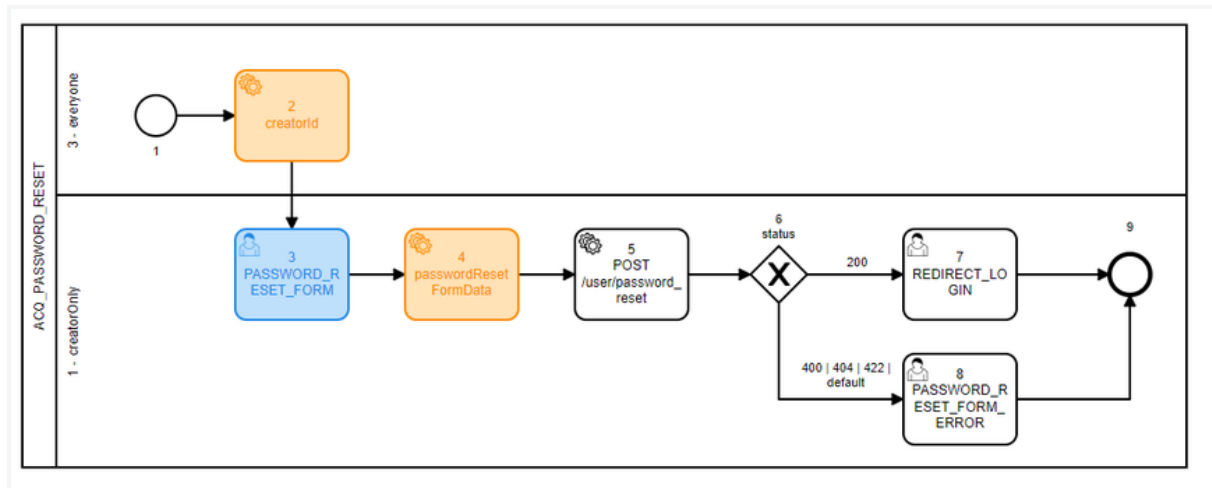 ACQ_PASSWORD_RESET
3 - everyone
1
2
creatorId
1 - creatorOnly
3
PASSWORD_R
ESET_FORM
4
passwordReset
FormData
5
POST
/user/password_
reset
6
status
200
7
REDIRECT_LO
GIN
9
400 | 404 | 422 |
default
8
PASSWORD_R
ESET_FORM_
ERROR